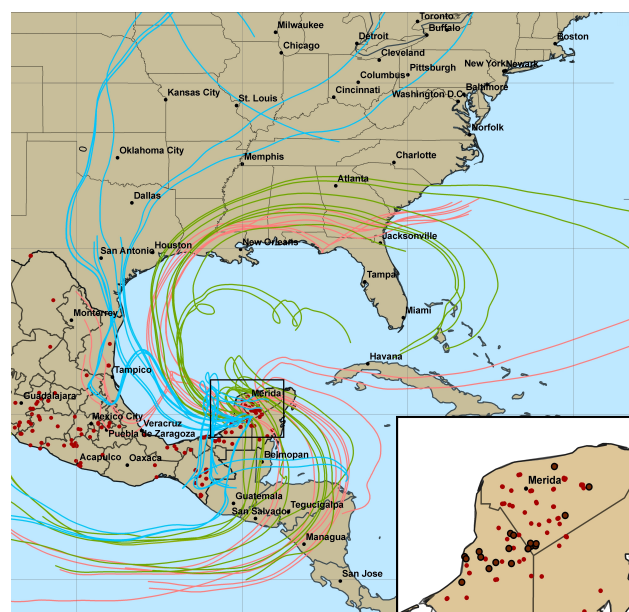 Toronto
Milwaukee
Buffalo
Detroit
Boston
Chicago
Cleveland
New York Newark
Pittsburgh
Columbus
Kansas City
St. Louis
Cincinnati
Baltimore
Washington D.C.
Norfolk
Oklahoma City
Memphis
Charlotte
Atlanta
Dallas
Jacksonville
New Orleans
San Antonio
Houston
Tampa
Monterrey
Miami
Havana
Tampico
Merida
Guadalajara
Mexico City
Veracruz
Puebla de Zaragoza
Acapulco
Oaxaca
Belmopan
Merida
Guatemala
Tegucigalpa
San Salvador
Managua
San Jose